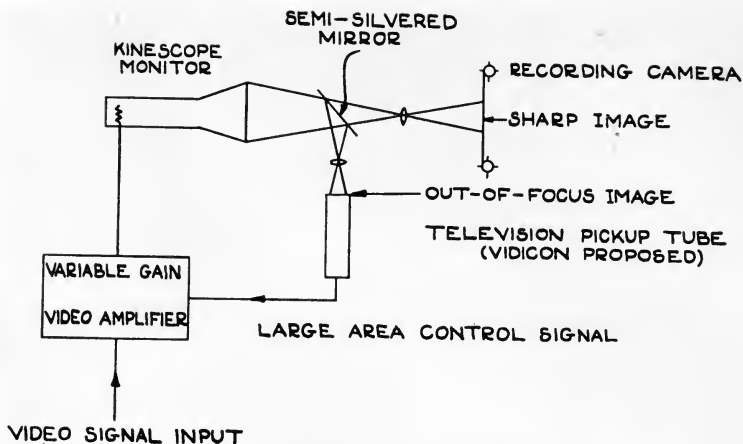 SEMI-SILVERED
MIRROR
KINESCOPE
MONITOR
RECORDING CAMERA
SHARP IMAGE
OUT-OF-FOCUS IMAGE
TELEVISION PICKUP TUBE
(VIDICON PROPOSED)
VARIABLE GAIN
VIDEO AMPLIFIER
LARGE AREA CONTROL SIGNAL
VIDEO SIGNAL INPUT